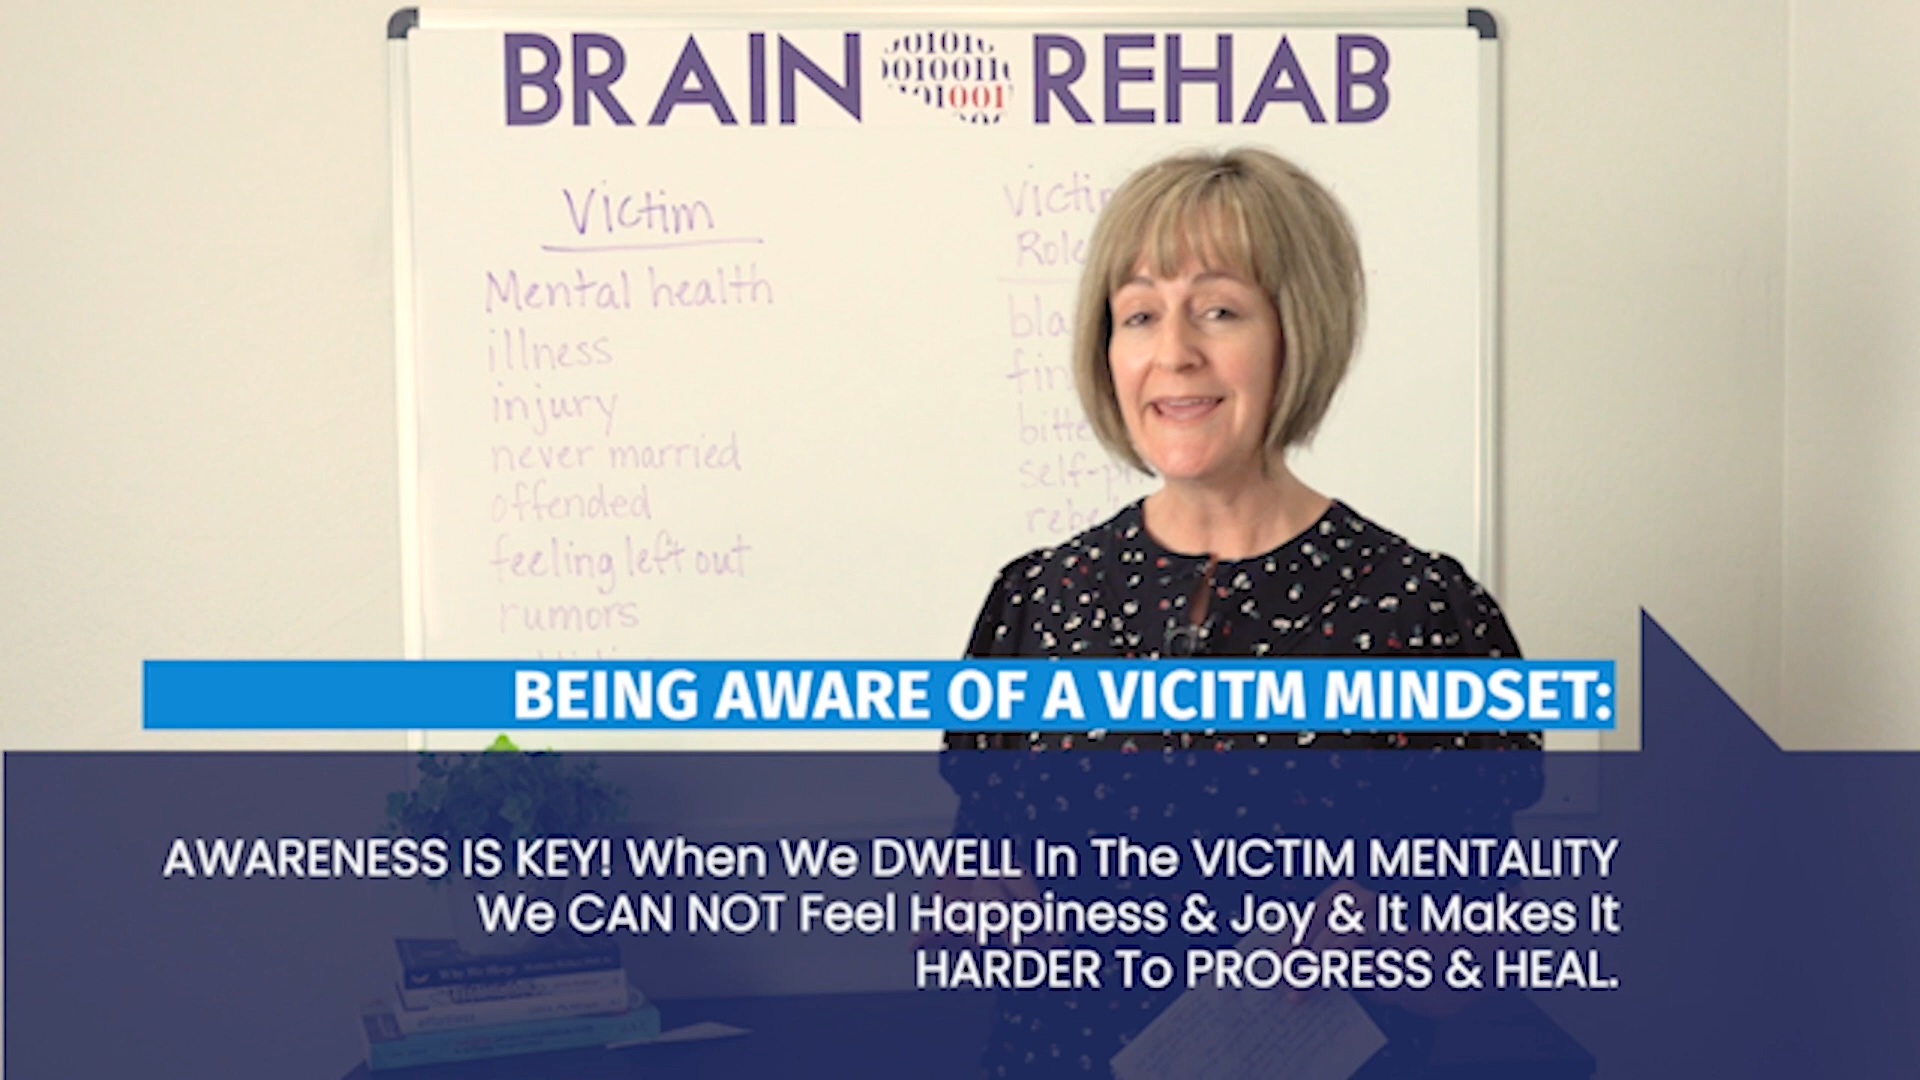 BRAIN REHAB
Victim
Mental health
illness
injury
never married
offended
feeling left out
rumors
Role
self-
BEING AWARE OF A VICITM MINDSET:
AWARENESS IS KEY! When We DWELL In The VICTIM MENTALITY
We CAN NOT Feel Happiness & Joy & It Makes It
HARDER To PROGRESS & HEAL.